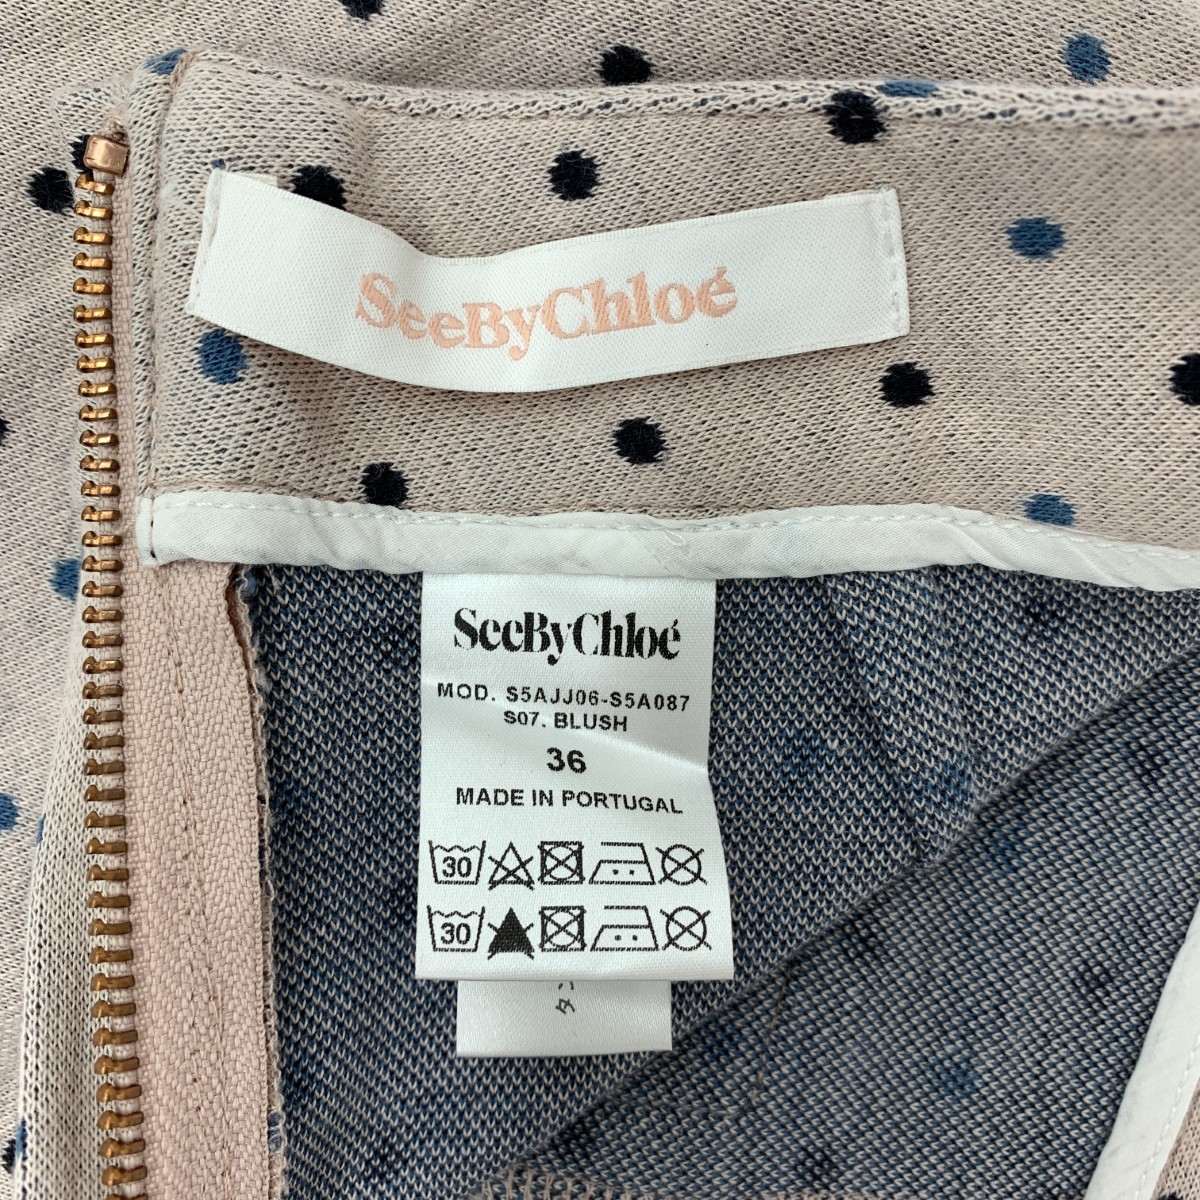 SeeByChloé
SeeByChloé
MOD. S5AJJ06-S5A087
S07. BLUSH
36
MADE IN PORTUGAL
30
30